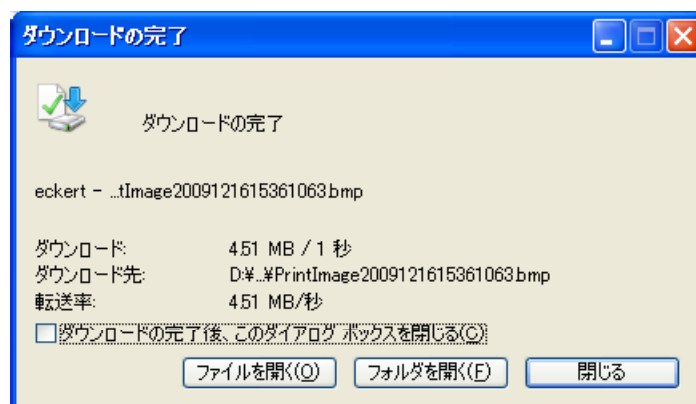 ダウンロードの完了
ダウンロードの完了
eckert - ...tImage2009121615361063.bmp
ダウンロード: 4.51 MB / 1 秒
ダウンロード先: D:¥...¥PrintImage2009121615361063.bmp
転送率: 4.51 MB/秒
ダウンロードの完了後、このダイアログ ボックスを閉じる(C)
ファイルを開く(O) フォルダを開く(F) 閉じる